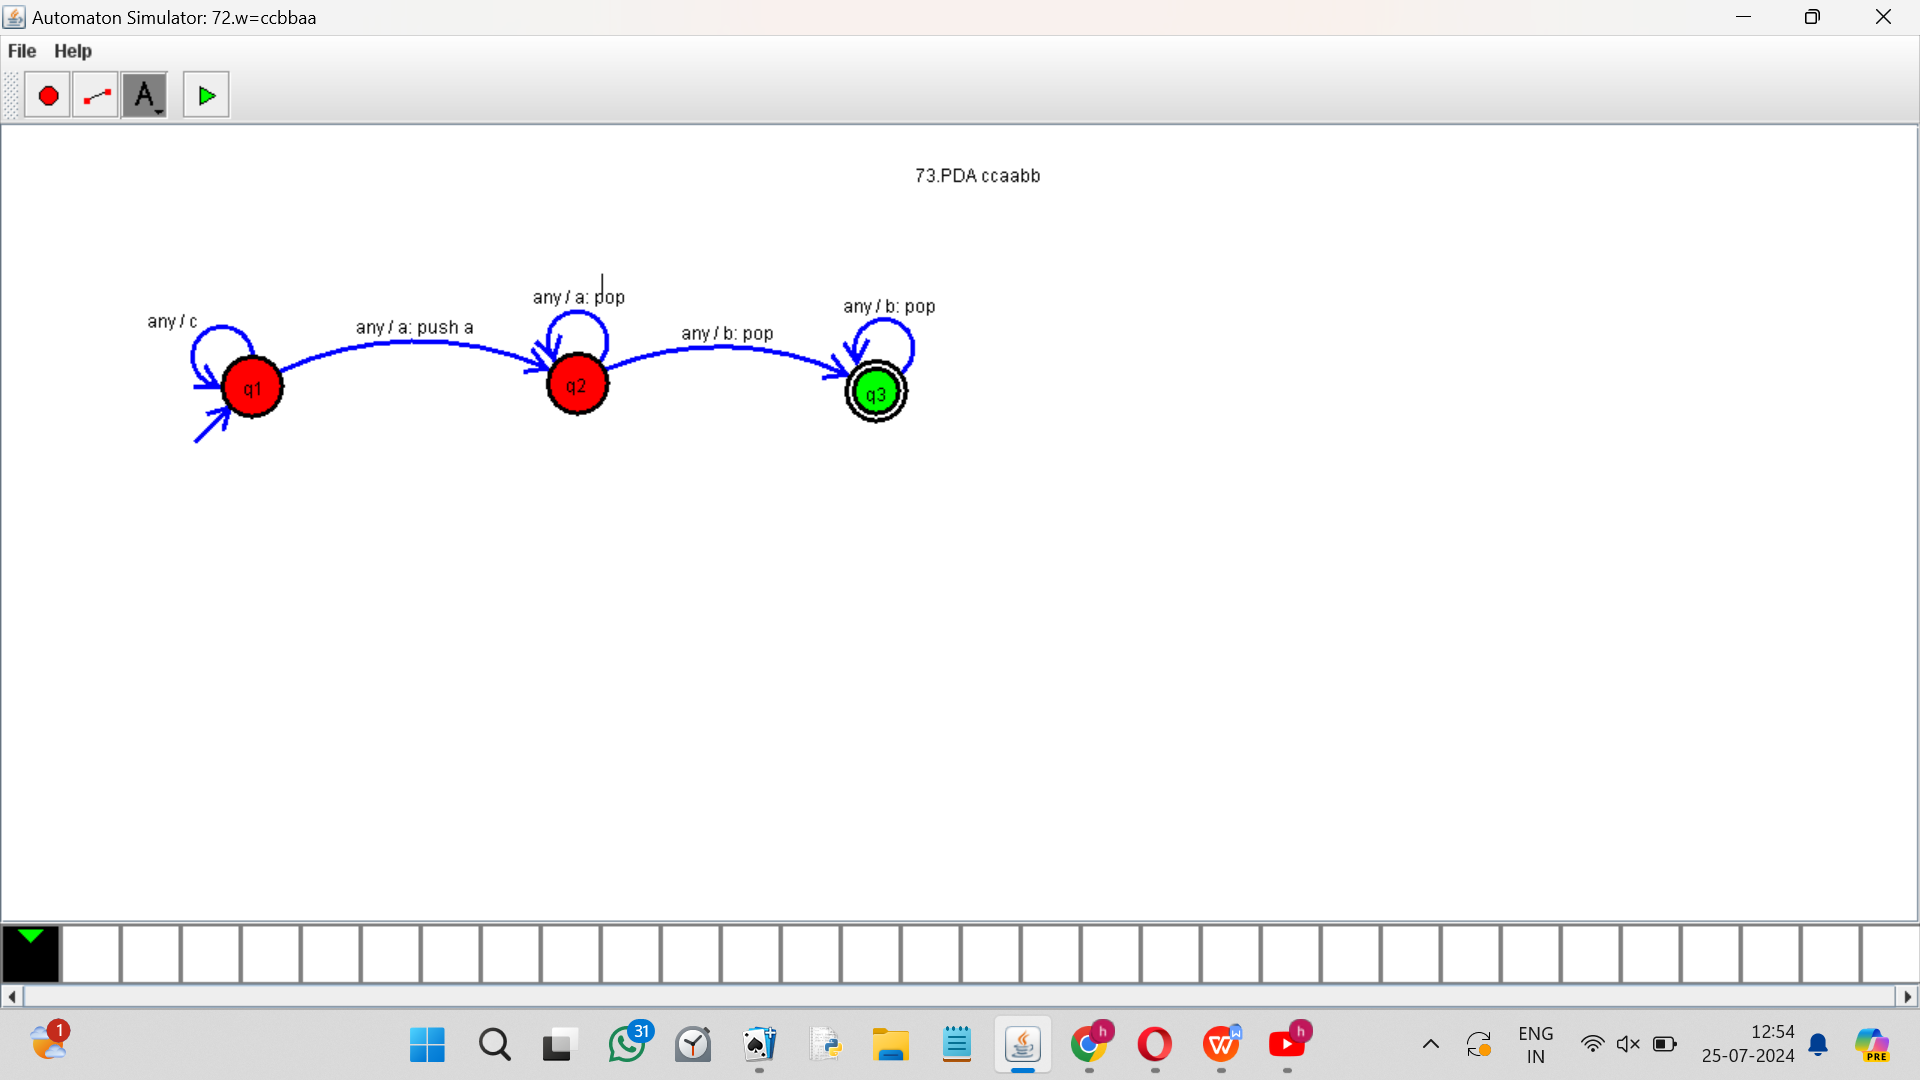 Automaton Simulator: 72.w=ccbbaa
File Help
A
73.PDA ccaabb
any / c
any / a: push a
any / a: pop
any / b: pop
any / b: pop
q1
q2
q3
1
31
h
W
W
h
ENG
IN
12:54
25-07-2024
PRE